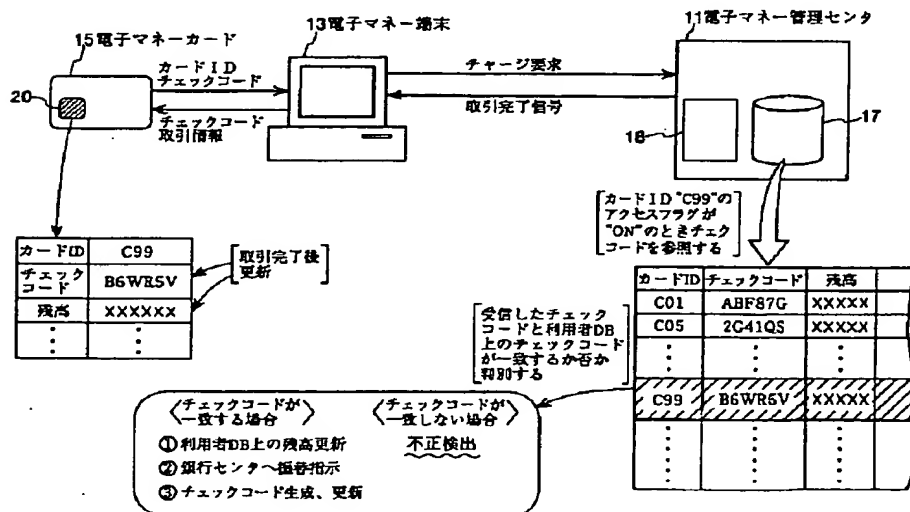 11電子マネー管理センタ
13電子マネー端末
15電子マネーカード
カードID
チェックコード
チャージ要求
20
チェックコード
取引情報
取引完了信号
17
18
カードID"C99"の
アクセスフラグが
"ON"のときチェク
コードを参照する
カードID C99
チェック
コード B6WR5V
残高 XXXXXX
取引完了後
更新
カードID チェックコード 残高
C01 ABF87G XXXXX
C05 2G41QS XXXXX
C99 B6WR5V XXXXX
受信したチェック
コードと利用者DB
上のチェックコード
が一致するか否か
判別する
チェックコードが
一致する場合
チェックコードが
一致しない場合
①利用者DB上の残高更新
不正検出
②銀行センタへ振替指示
③チェックコード生成、更新